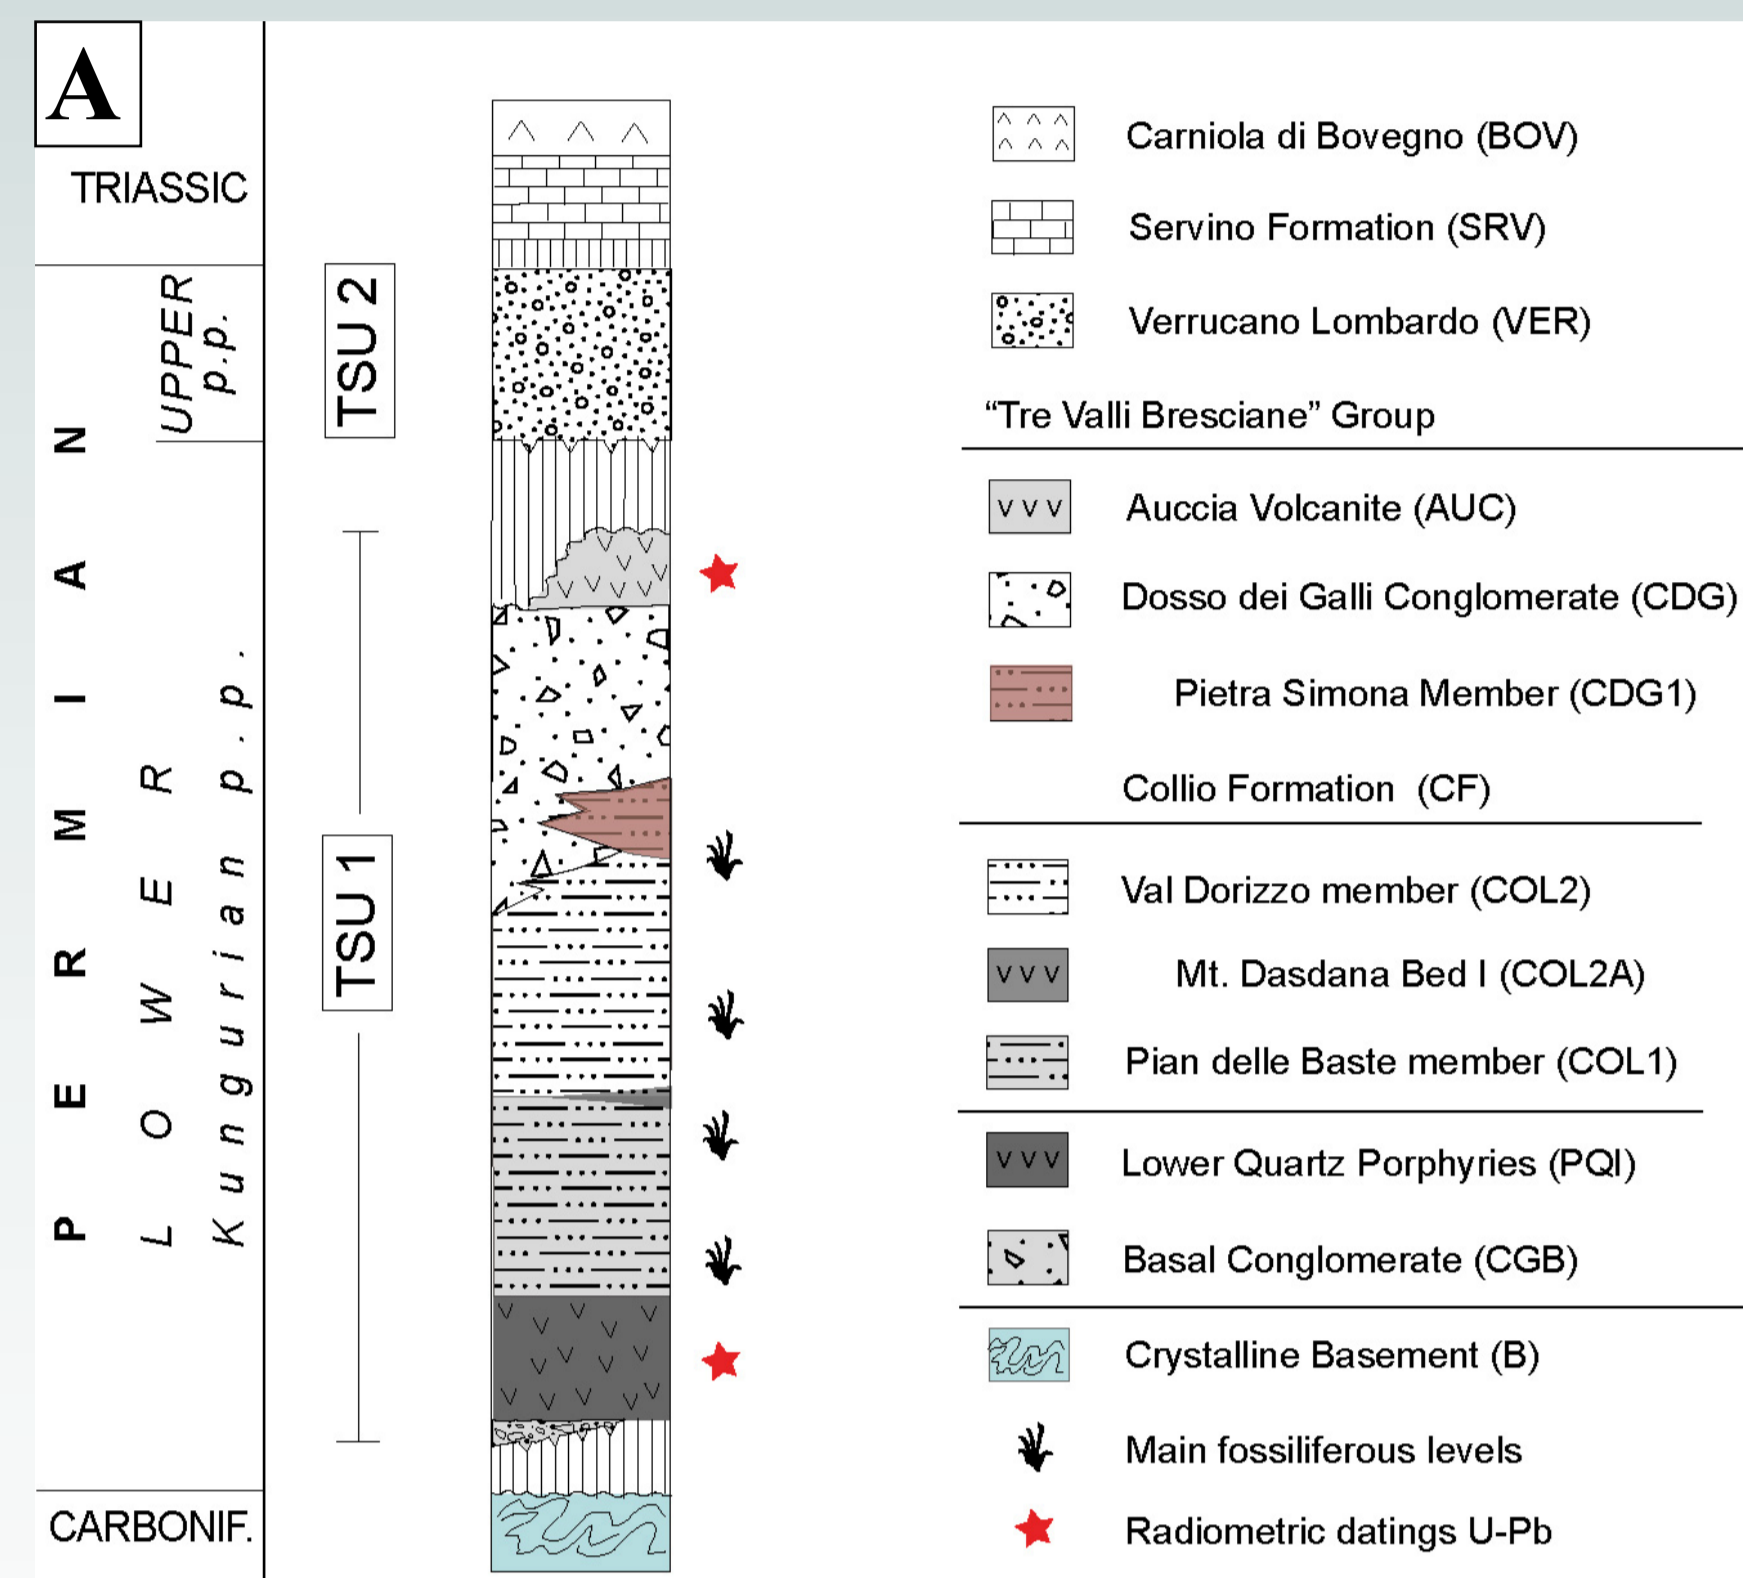 A
TRIASSIC
UPPER
p.p.
PERMIAN
LOWER
Kungurian p.p.
CARBONIF.
TSU 2
TSU 1
Carniola di Bovegno (BOV)
Servino Formation (SRV)
Verrucano Lombardo (VER)
“Tre Valli Bresciane” Group
Auccia Volcanite (AUC)
Dosso dei Galli Conglomerate (CDG)
Pietra Simona Member (CDG1)
Collio Formation (CF)
Val Dorizzo member (COL2)
Mt. Dasdana Bed I (COL2A)
Pian delle Baste member (COL1)
Lower Quartz Porphyries (PQI)
Basal Conglomerate (CGB)
Crystalline Basement (B)
Main fossiliferous levels
Radiometric datings U-Pb